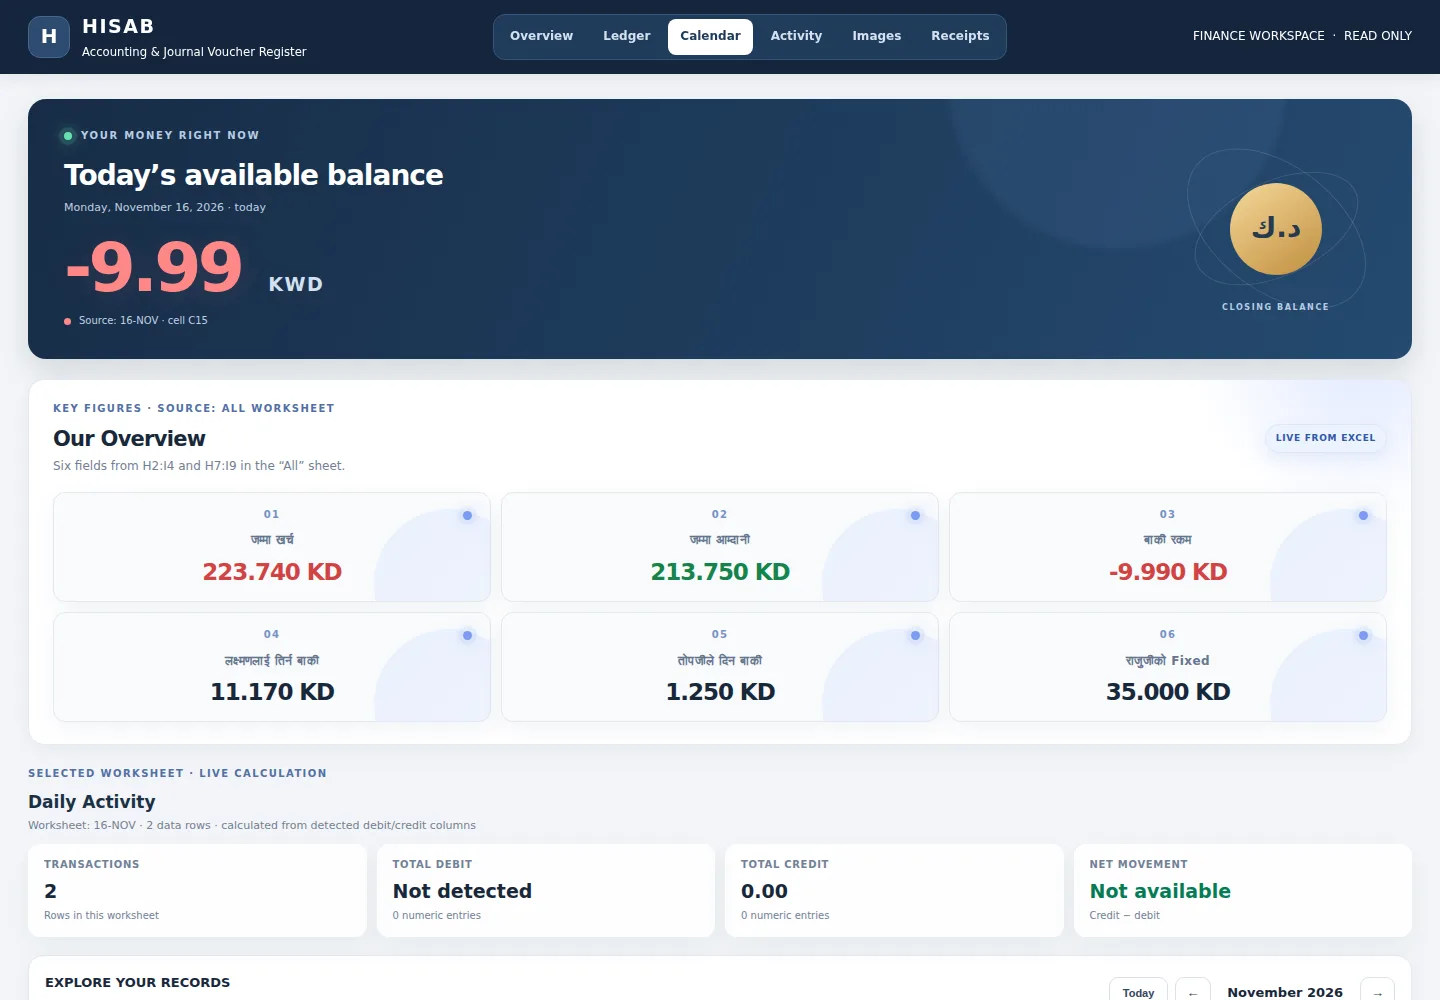 H
HISAB
Accounting & Journal Voucher Register
Overview
Ledger
Calendar
Activity
Images
Receipts
FINANCE WORKSPACE · READ ONLY
YOUR MONEY RIGHT NOW
Today’s available balance
Monday, November 16, 2026 · today
-9.99 KWD
Source: 16-NOV · cell C15
د.ك
CLOSING BALANCE
KEY FIGURES · SOURCE: ALL WORKSHEET
Our Overview
Six fields from H2:I4 and H7:I9 in the “All” sheet.
LIVE FROM EXCEL
01
जम्मा खर्च
223.740 KD
02
जम्मा आम्दानी
213.750 KD
03
बाकी रकम
-9.990 KD
04
लक्ष्मणलाई तिर्न बाकी
11.170 KD
05
तोपजीले दिन बाकी
1.250 KD
06
राजुजीको Fixed
35.000 KD
SELECTED WORKSHEET · LIVE CALCULATION
Daily Activity
Worksheet: 16-NOV · 2 data rows · calculated from detected debit/credit columns
TRANSACTIONS
2
Rows in this worksheet
TOTAL DEBIT
Not detected
0 numeric entries
TOTAL CREDIT
0.00
0 numeric entries
NET MOVEMENT
Not available
Credit − debit
EXPLORE YOUR RECORDS
Today
←
November 2026
→